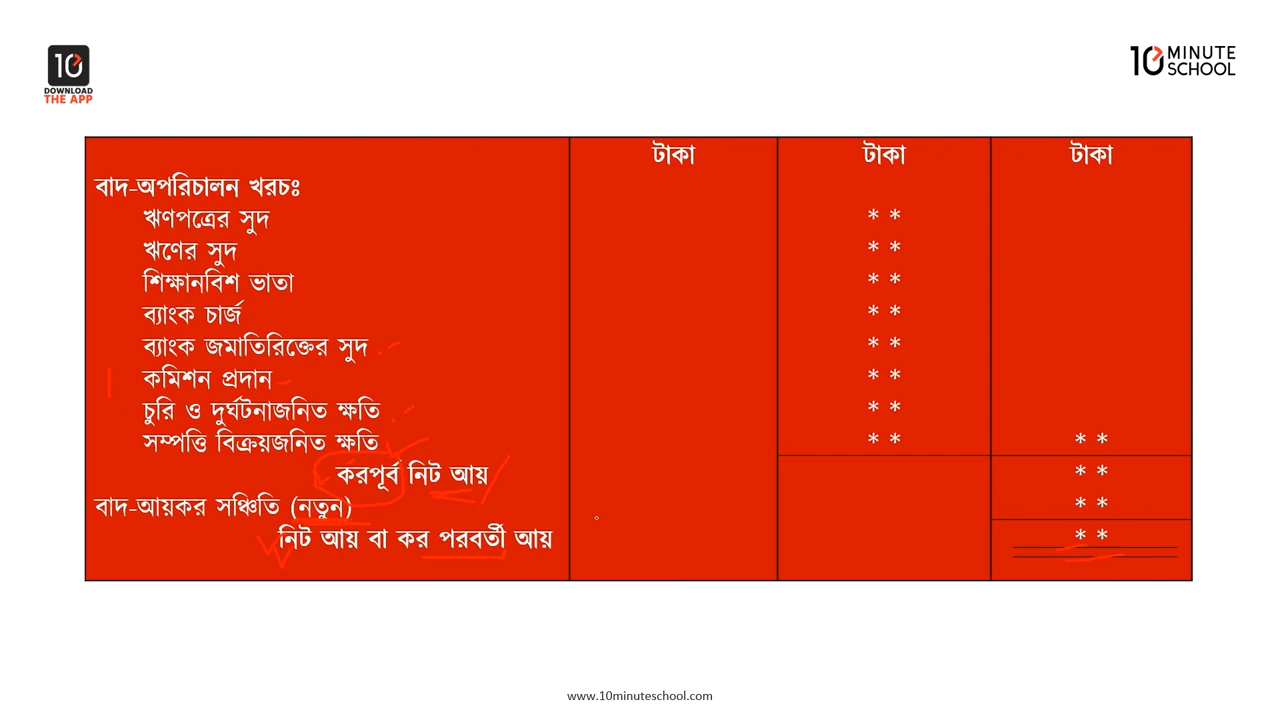 10
DOWNLOAD
THE APP
10 MINUTE
SCHOOL
টাকা টাকা টাকা
বাদ-অপরিচালন খরচঃ
ঋণপত্রের সুদ * *
ঋণের সুদ * *
শিক্ষানবিশ ভাতা * *
ব্যাংক চার্জ * *
ব্যাংক জমাতিরিক্তের সুদ * *
কমিশন প্রদান * *
চুরি ও দুর্ঘটনাজনিত ক্ষতি * *
সম্পত্তি বিক্রয়জনিত ক্ষতি * * * *
করপূর্ব নিট আয় * *
বাদ-আয়কর সঞ্চিতি (নতুন) * *
নিট আয় বা কর পরবর্তী আয় * *
www.10minuteschool.com